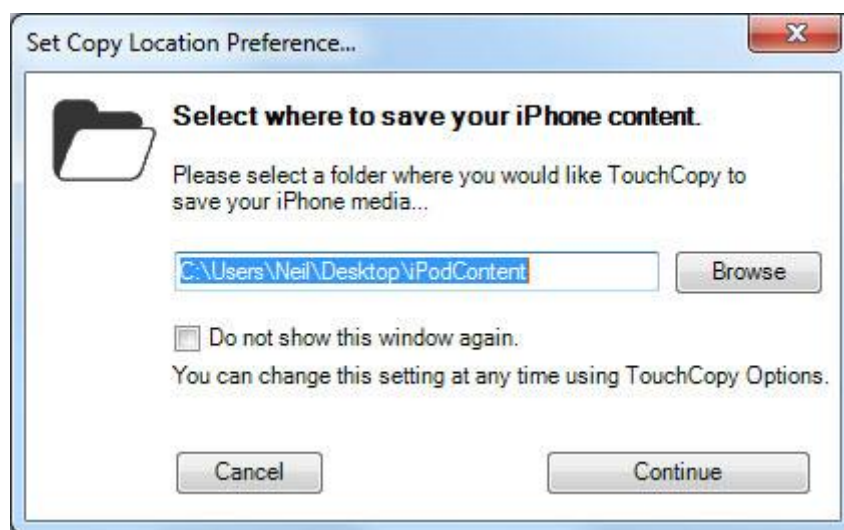 Set Copy Location Preference...
Select where to save your iPhone content.
Please select a folder where you would like TouchCopy to
save your iPhone media...
C:\Users\Neil\Desktop\iPodContent
Browse
Do not show this window again.
You can change this setting at any time using TouchCopy Options.
Cancel
Continue